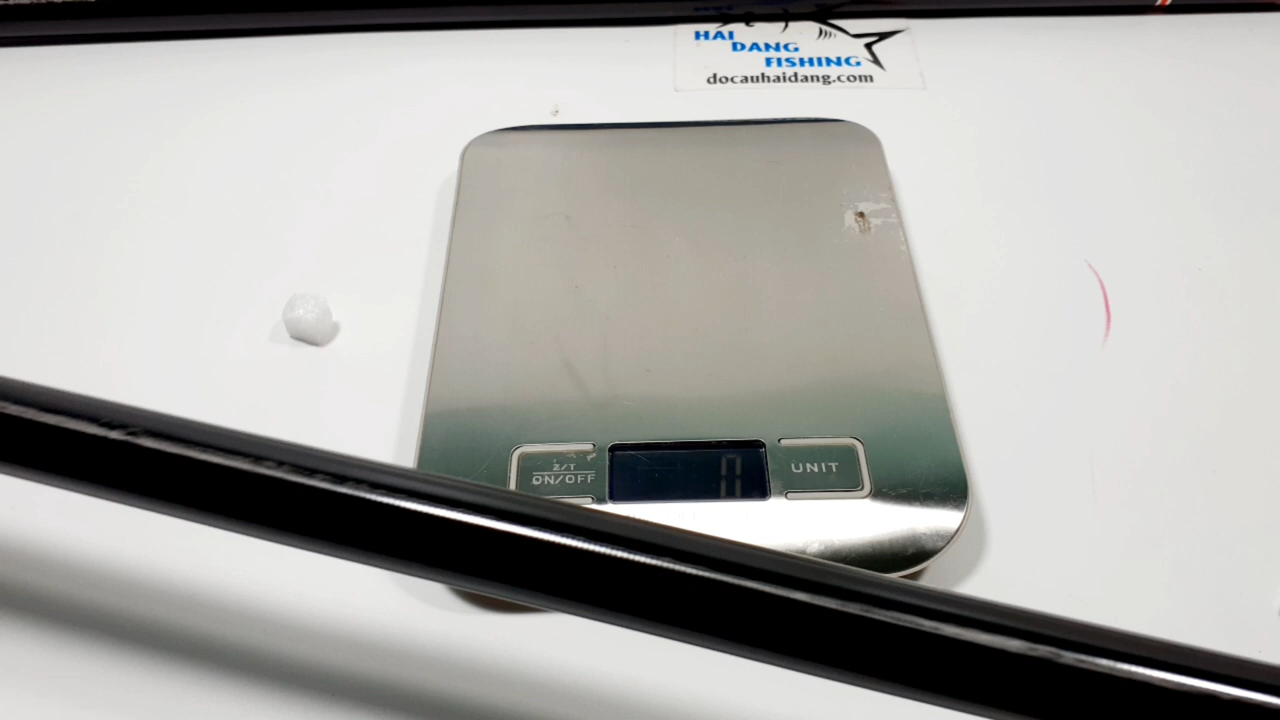 HAI
DANG
FISHING
docauhaidang.com
0
Z/T
ON/OFF
UNIT